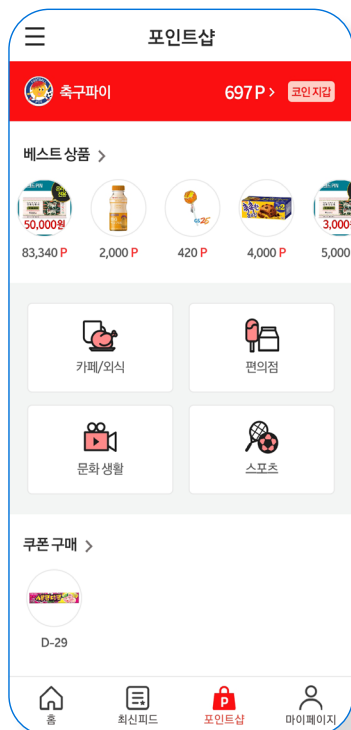 포인트샵
축구파이
697 P >
코인 지갑
베스트 상품 >
50,000원
3,000
83,340 P
2,000 P
420 P
4,000 P
5,000
카페/외식
편의점
문화 생활
스포츠
쿠폰 구매 >
D-29
홈
최신피드
P
포인트샵
마이페이지